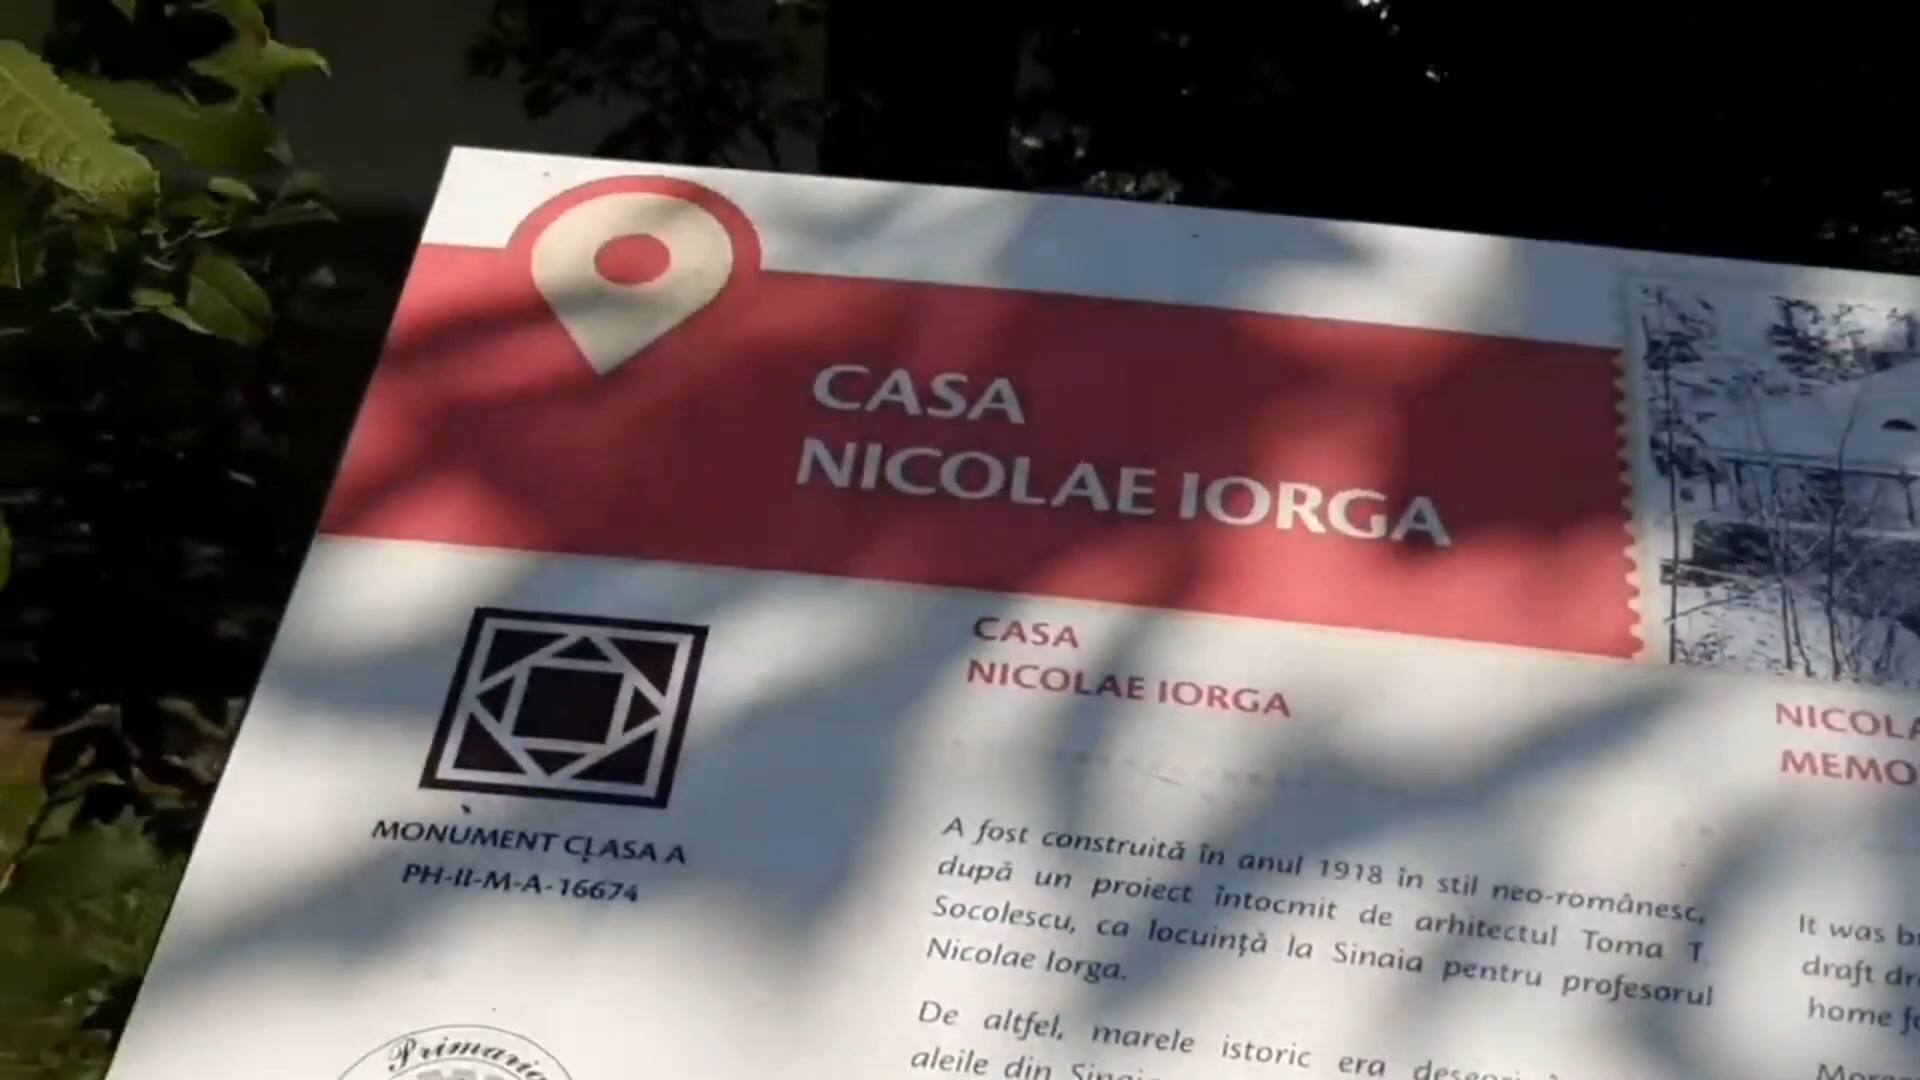 CASA
NICOLAE IORGA
MONUMENT CLASA A
PH-II-M-A-16674
Primaria
CASA
NICOLAE IORGA
A fost construită în anul 1918 în stil neo-românesc,
după un proiect întocmit de arhitectul Toma T.
Socolescu, ca locuință la Sinaia pentru profesorul
Nicolae Iorga.
De altfel, marele istoric era
aleile din
NICOLA
MEMO
It was b
draft dr
home fo